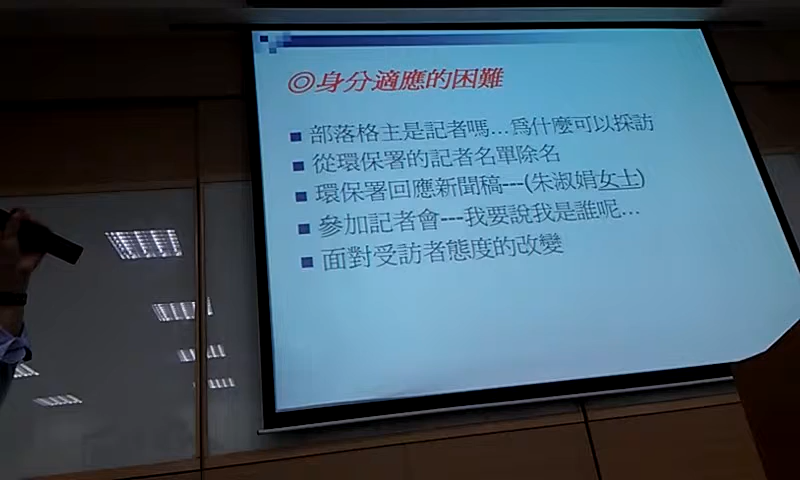 ◎身分適應的困難
部落格主是記者嗎…爲什麼可以採訪
從環保署的記者名單除名
環保署回應新聞稿---(朱淑娟女士)
參加記者會---我要說我是誰呢…
面對受訪者態度的改變